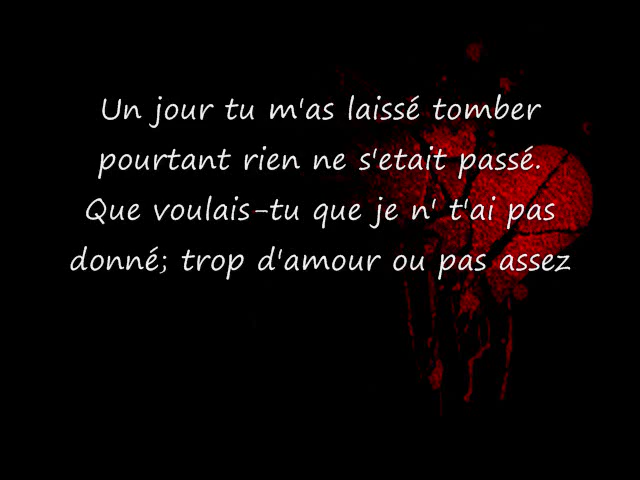 Un jour tu m'as laissé tomber
pourtant rien ne s'etait passé.
Que voulais-tu que je n' t'ai pas
donné; trop d'amour ou pas assez